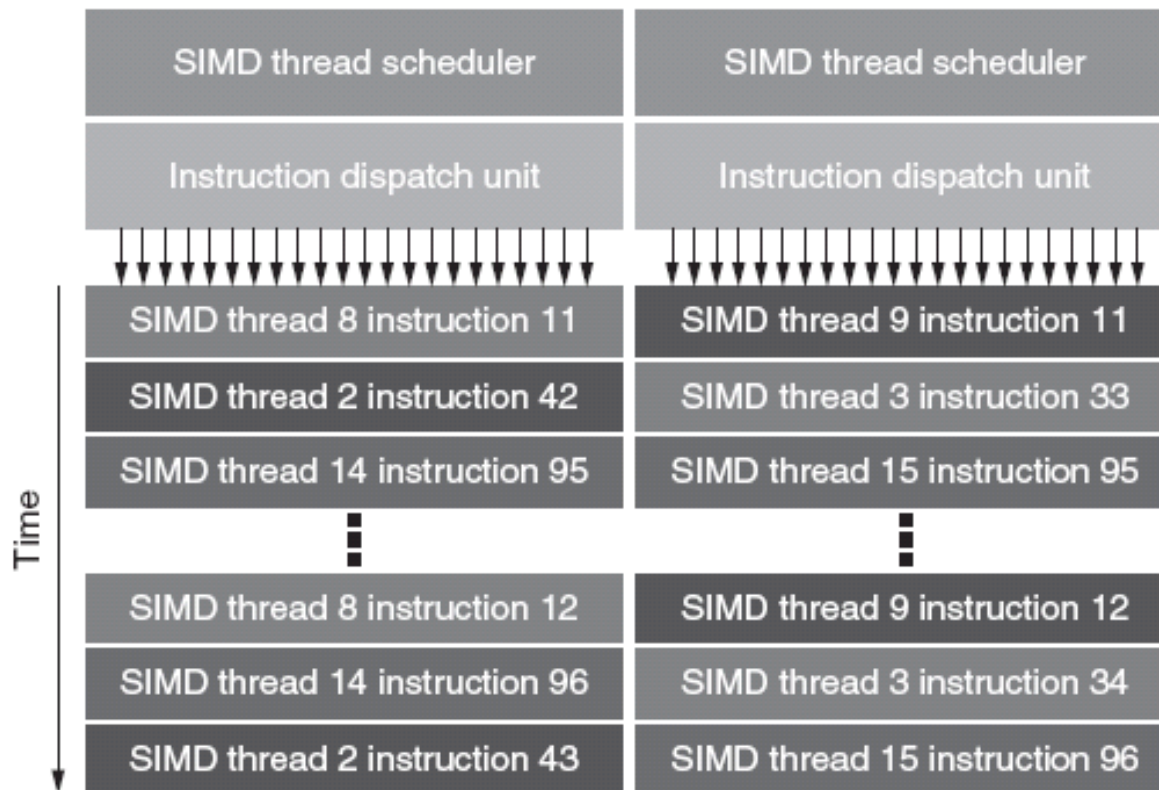 SIMD thread scheduler
SIMD thread scheduler
Instruction dispatch unit
Instruction dispatch unit
Time
SIMD thread 8 instruction 11
SIMD thread 9 instruction 11
SIMD thread 2 instruction 42
SIMD thread 3 instruction 33
SIMD thread 14 instruction 95
SIMD thread 15 instruction 95
SIMD thread 8 instruction 12
SIMD thread 9 instruction 12
SIMD thread 14 instruction 96
SIMD thread 3 instruction 34
SIMD thread 2 instruction 43
SIMD thread 15 instruction 96